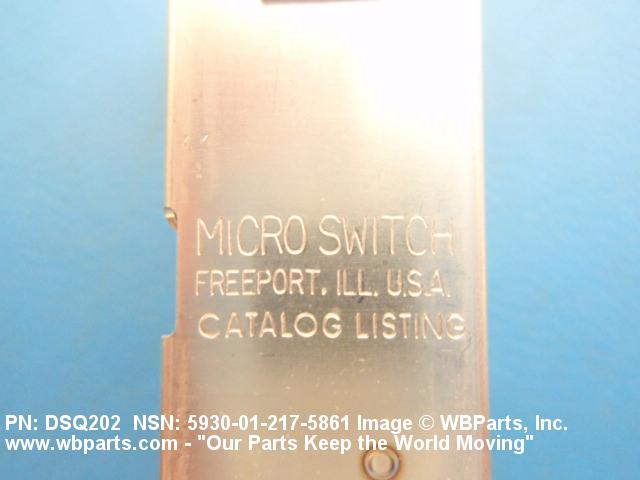 MICRO SWITCH
FREEPORT, ILL. U.S.A.
CATALOG LISTING
PN: DSQ202 NSN: 5930-01-217-5861 Image © WBParts, Inc.
www.wbparts.com - "Our Parts Keep the World Moving"